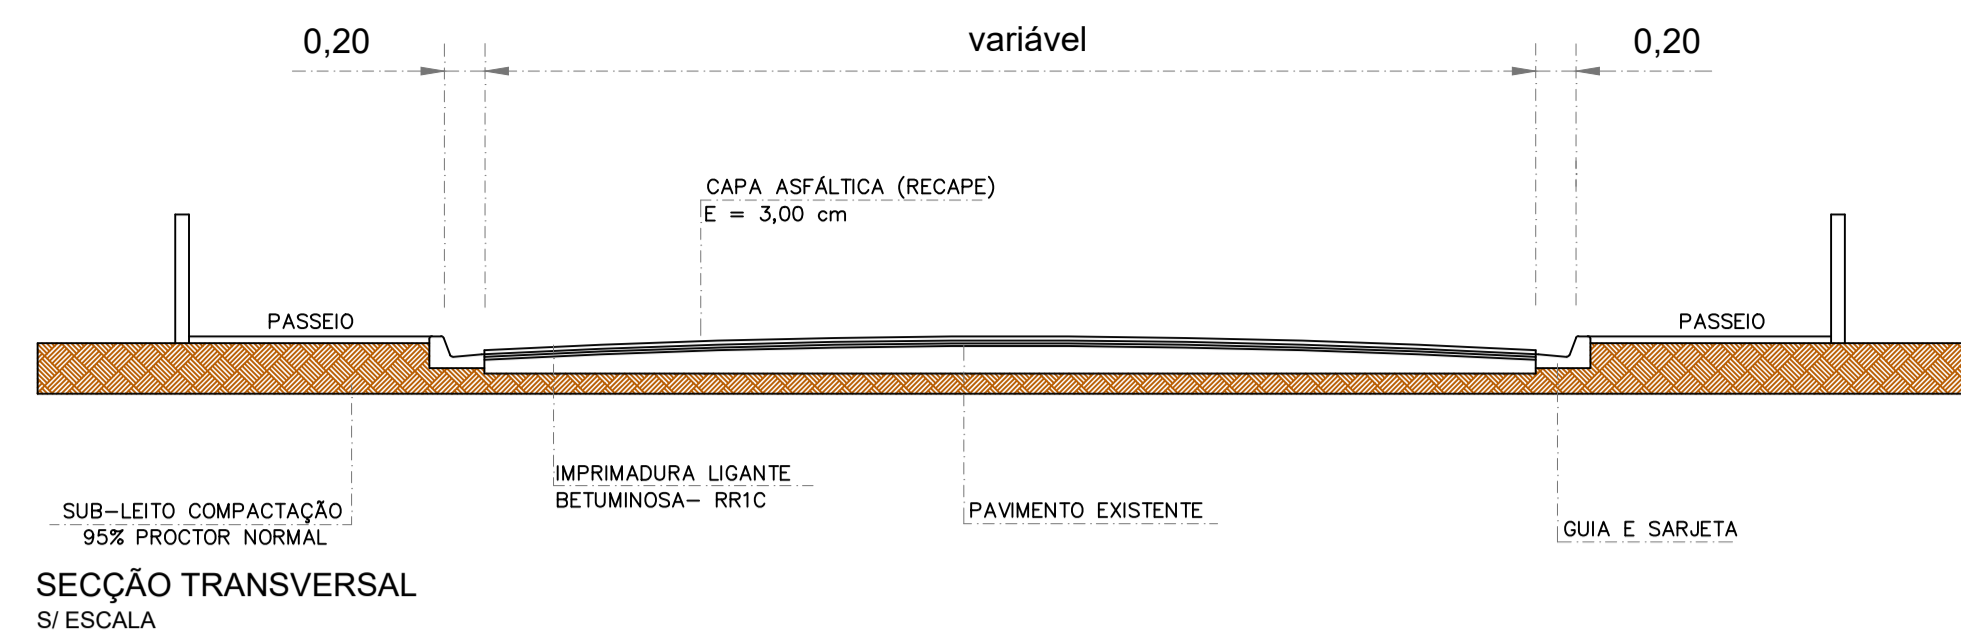 0,20
variável
0,20
CAPA ASFÁLTICA (RECAPE)
E = 3,00 cm
PASSEIO
PASSEIO
IMPRIMADURA LIGANTE
BETUMINOSA– RR1C
SUB–LEITO COMPACTAÇÃO
95% PROCTOR NORMAL
PAVIMENTO EXISTENTE
GUIA E SARJETA
SECÇÃO TRANSVERSAL
S/ ESCALA